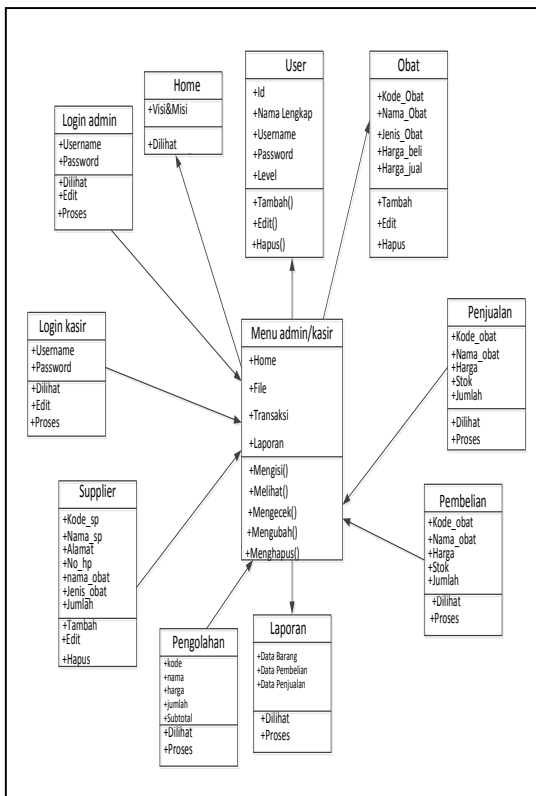 Home
+Visi&Misi
+Dilihat
User
+Id
+Nama Lengkap
+Username
+Password
+Level
+Tambah()
+Edit()
+Hapus()
Obat
+Kode_Obat
+Nama_Obat
+Jenis_Obat
+Harga_beli
+Harga_jual
+Tambah
+Edit
+Hapus
Login admin
+Username
+Password
+Dilihat
+Edit
+Proses
Login kasir
+Username
+Password
+Dilihat
+Edit
+Proses
Menu admin/kasir
+Home
+File
+Transaksi
+Laporan
+Mengisi()
+Melihat()
+Mengecek()
+Mengubah()
+Menghapus()
Penjualan
+Kode_obat
+Nama_obat
+Harga
+Stok
+Jumlah
+Dilihat
+Proses
Supplier
+Kode_sp
+Nama_sp
+Alamat
+No_hp
+nama_obat
+Jenis_obat
+Jumlah
+Tambah
+Edit
+Hapus
Pembelian
+Kode_obat
+Nama_obat
+Harga
+Stok
+Jumlah
+Dilihat
+Proses
Pengolahan
+kode
+nama
+harga
+jumlah
+Subtotal
+Dilihat
+Proses
Laporan
+Data Barang
+Data Pembelian
+Data Penjualan
+Dilihat
+Proses